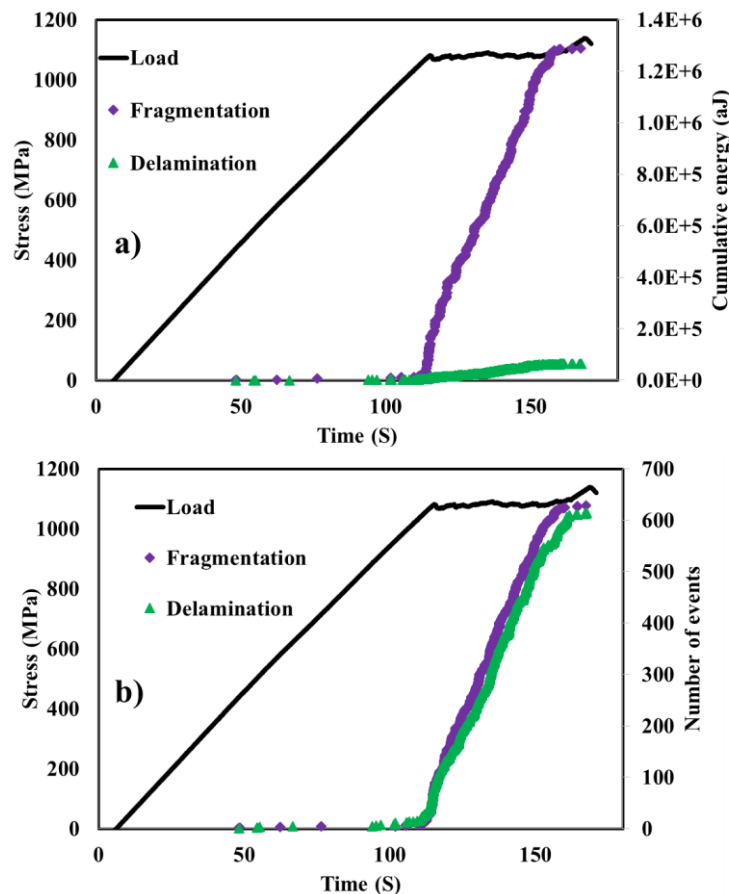 1200
1000
800
600
400
200
0
Stress (MPa)
1.4E+6
1.2E+6
1.0E+6
8.0E+5
6.0E+5
4.0E+5
2.0E+5
0.0E+0
Cumulative energy (aJ)
Load
Fragmentation
Delamination
a)
0 50 100 150
Time (S)
1200
1000
800
600
400
200
0
Stress (MPa)
700
600
500
400
300
200
100
0
Number of events
Load
Fragmentation
Delamination
b)
0 50 100 150
Time (S)